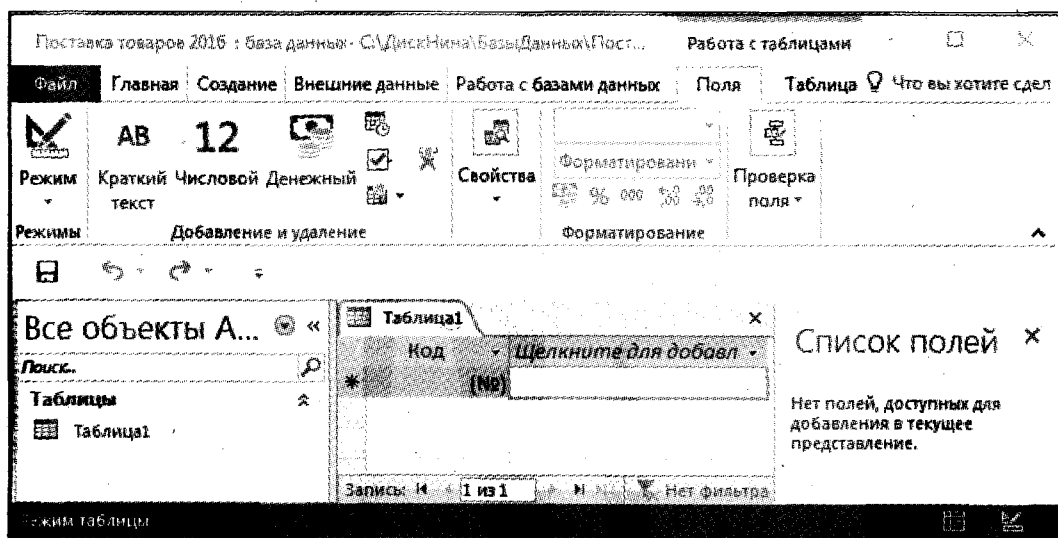 Поставка товаров 2016 : база данных- C:\ДискНина\БазыДанных\Пост... Работа с таблицами
Файл Главная Создание Внешние данные Работа с базами данных Поля Таблица Что вы хотите сдел
АВ 12
Режим Краткий текст Числовой Денежный Свойства Форматировани Проверка поля
% 000
Режимы Добавление и удаление Форматирование
Все объекты А... «
Поиск...
Таблицы
Таблица1
Таблица1 ×
Код Щелкните для добавл
* (№)
Запись: 1 из 1 Нет фильтра
Список полей ×
Нет полей, доступных для
добавления в текущее
представление.
Режим таблицы